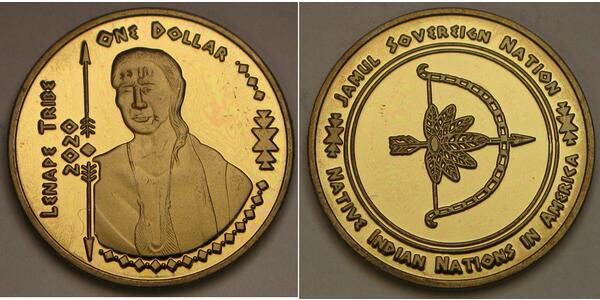 One Dollar
Lenape Tribe
2020
Jamul Sovereign Nation
Native Indian Nations in America